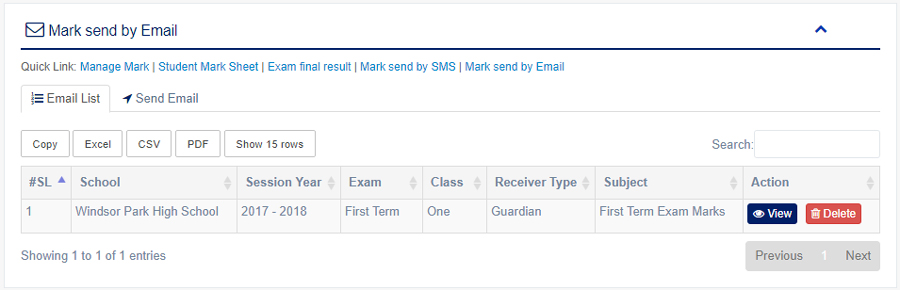 Mark send by Email
Quick Link: Manage Mark | Student Mark Sheet | Exam final result | Mark send by SMS | Mark send by Email
Email List Send Email
Copy Excel CSV PDF Show 15 rows Search:
#SL School Session Year Exam Class Receiver Type Subject Action
1 Windsor Park High School 2017 - 2018 First Term One Guardian First Term Exam Marks View Delete
Showing 1 to 1 of 1 entries Previous 1 Next